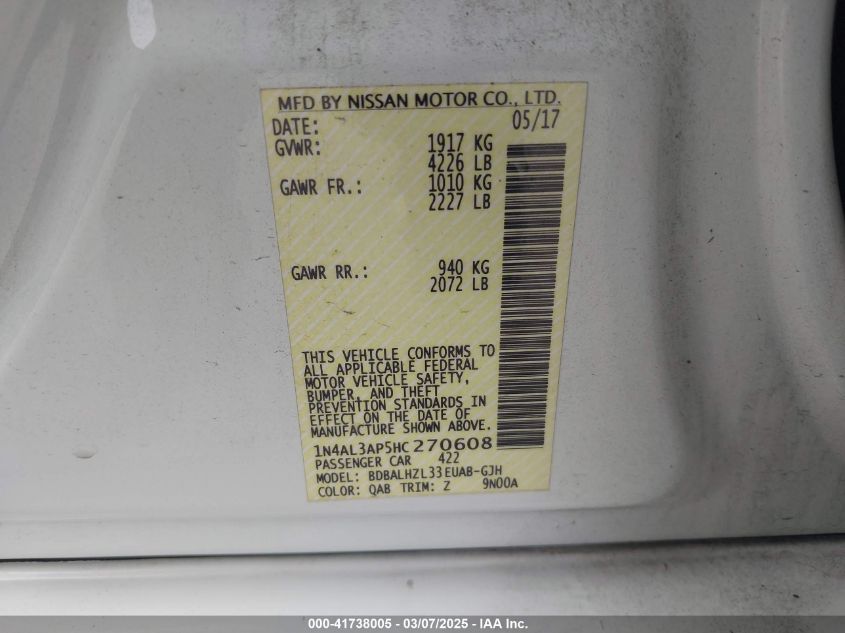 MFD BY NISSAN MOTOR CO., LTD.
DATE: 05/17
GVWR: 1917 KG
4226 LB
GAWR FR.: 1010 KG
2227 LB
GAWR RR.: 940 KG
2072 LB
THIS VEHICLE CONFORMS TO
ALL APPLICABLE FEDERAL
MOTOR VEHICLE SAFETY,
BUMPER, AND THEFT
PREVENTION STANDARDS IN
EFFECT ON THE DATE OF
MANUFACTURE SHOWN ABOVE.
1N4AL3AP5HC270608
PASSENGER CAR 422
MODEL: BDBALHZL33EUAB-GJH
COLOR: QAB TRIM: Z 9N00A
000-41738005 - 03/07/2025 - IAA Inc.